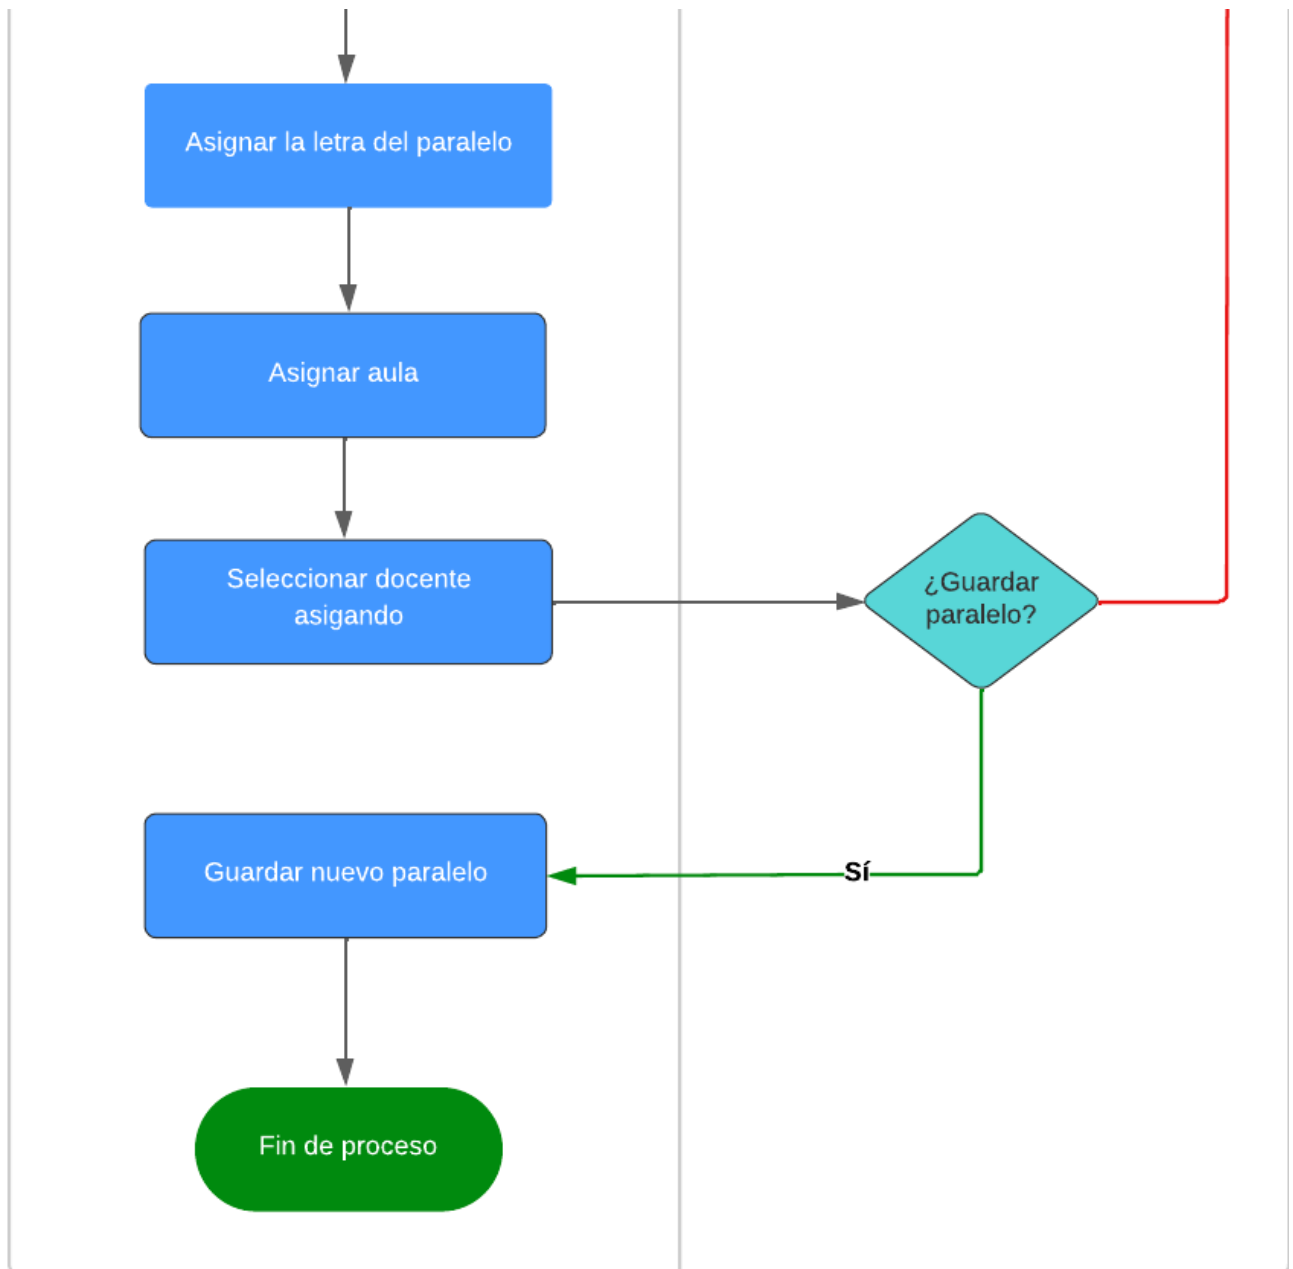 Asignar la letra del paralelo
Asignar aula
Seleccionar docente
asigando
¿Guardar
paralelo?
Sí
Guardar nuevo paralelo
Fin de proceso